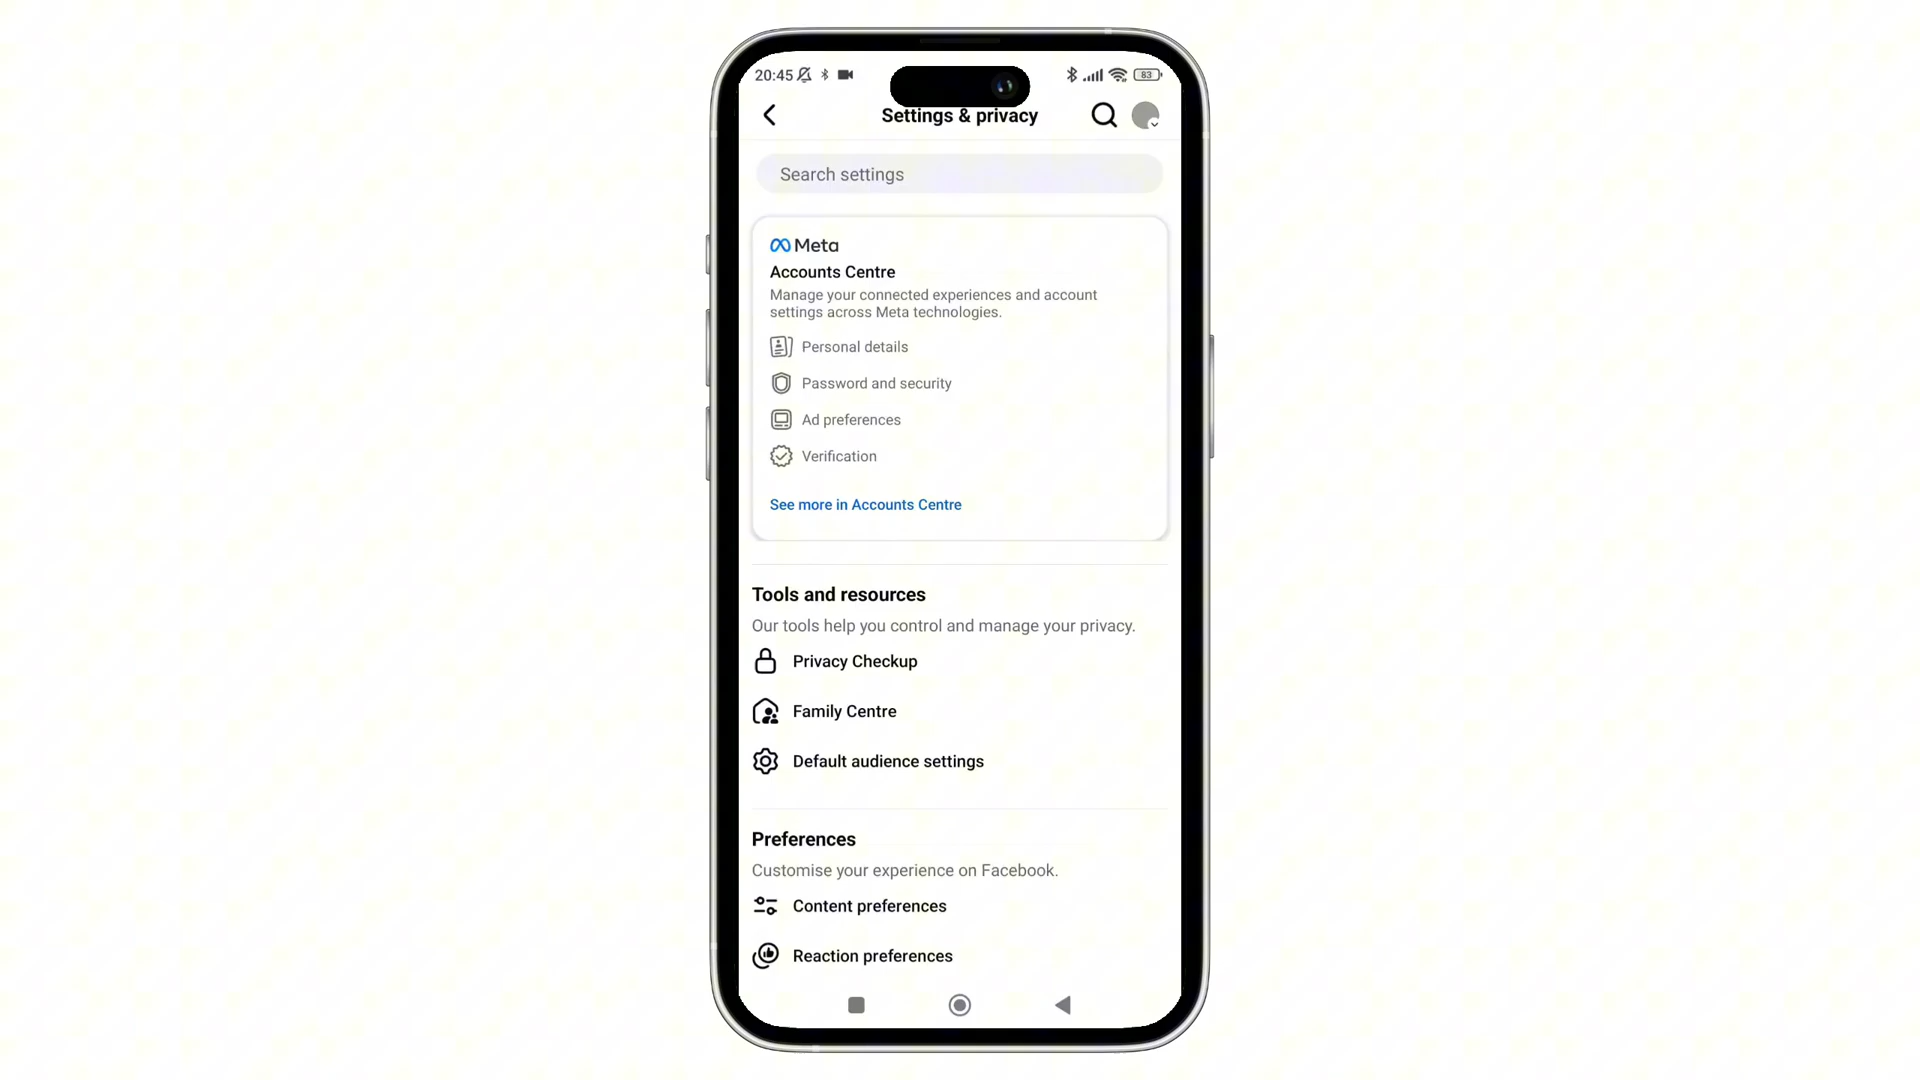 20:45
83
Settings & privacy
Search settings
Meta
Accounts Centre
Manage your connected experiences and account
settings across Meta technologies.
Personal details
Password and security
Ad preferences
Verification
See more in Accounts Centre
Tools and resources
Our tools help you control and manage your privacy.
Privacy Checkup
Family Centre
Default audience settings
Preferences
Customise your experience on Facebook.
Content preferences
Reaction preferences